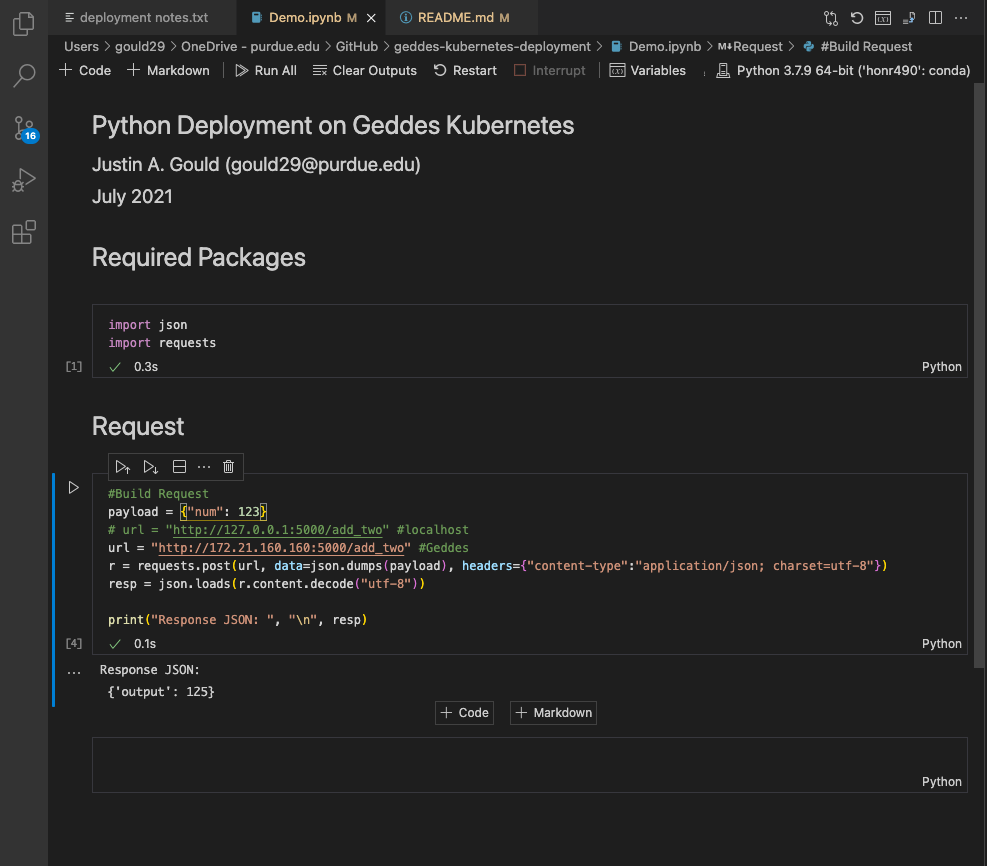 deployment notes.txt
Demo.ipynb M
README.md M
Users > gould29 > OneDrive - purdue.edu > GitHub > geddes-kubernetes-deployment > Demo.ipynb > M↓Request > #Build Request
+ Code + Markdown Run All Clear Outputs Restart Interrupt Variables Python 3.7.9 64-bit ('honr490': conda)
16
Python Deployment on Geddes Kubernetes
Justin A. Gould (gould29@purdue.edu)
July 2021
Required Packages
import json
import requests
[1] 0.3s Python
Request
#Build Request
payload = {"num": 123}
# url = "http://127.0.0.1:5000/add_two" #localhost
url = "http://172.21.160.160:5000/add_two" #Geddes
r = requests.post(url, data=json.dumps(payload), headers={"content-type":"application/json; charset=utf-8"})
resp = json.loads(r.content.decode("utf-8"))
print("Response JSON: ", "\n", resp)
[4] 0.1s Python
... Response JSON:
{'output': 125}
+ Code + Markdown
Python